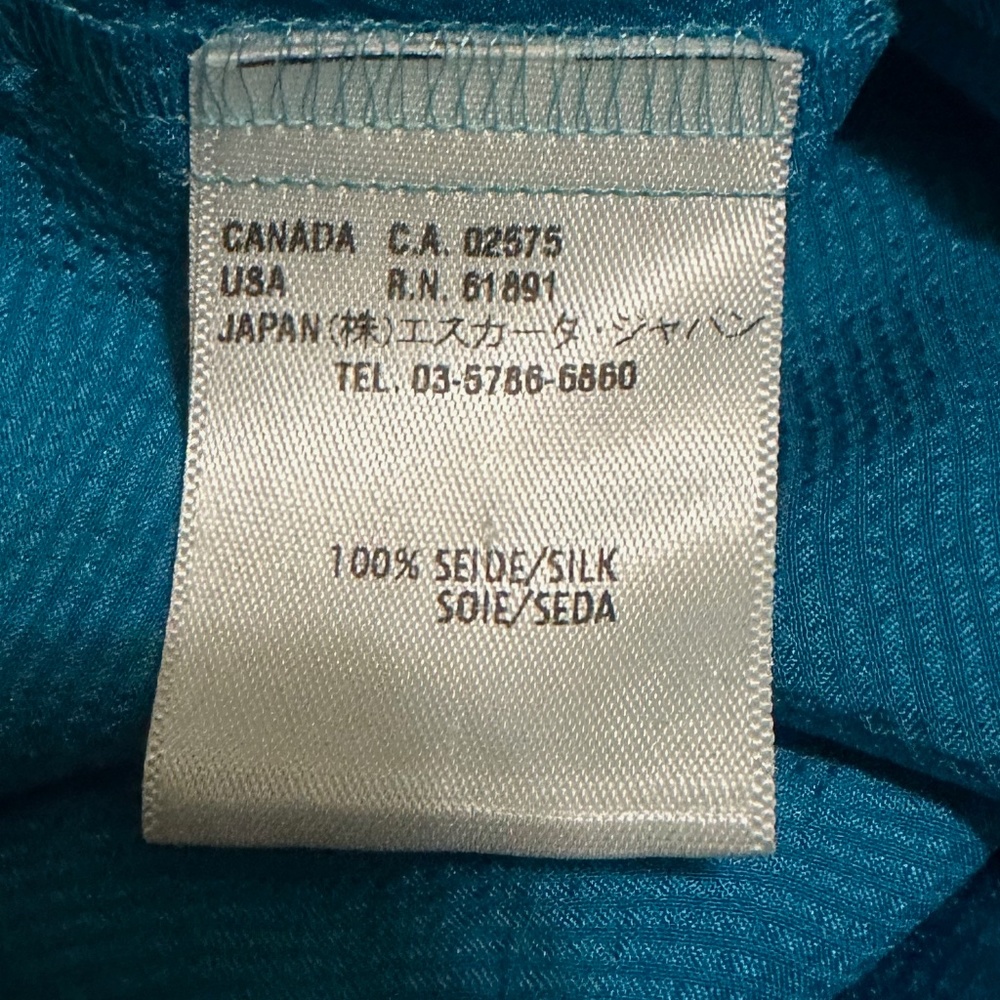 CANADA C.A. 02575
USA R.N. 61891
JAPAN (株)エスカーダ・ジャパン
TEL. 03-5786-6860
100% SEIDE/SILK
SOIE/SEDA